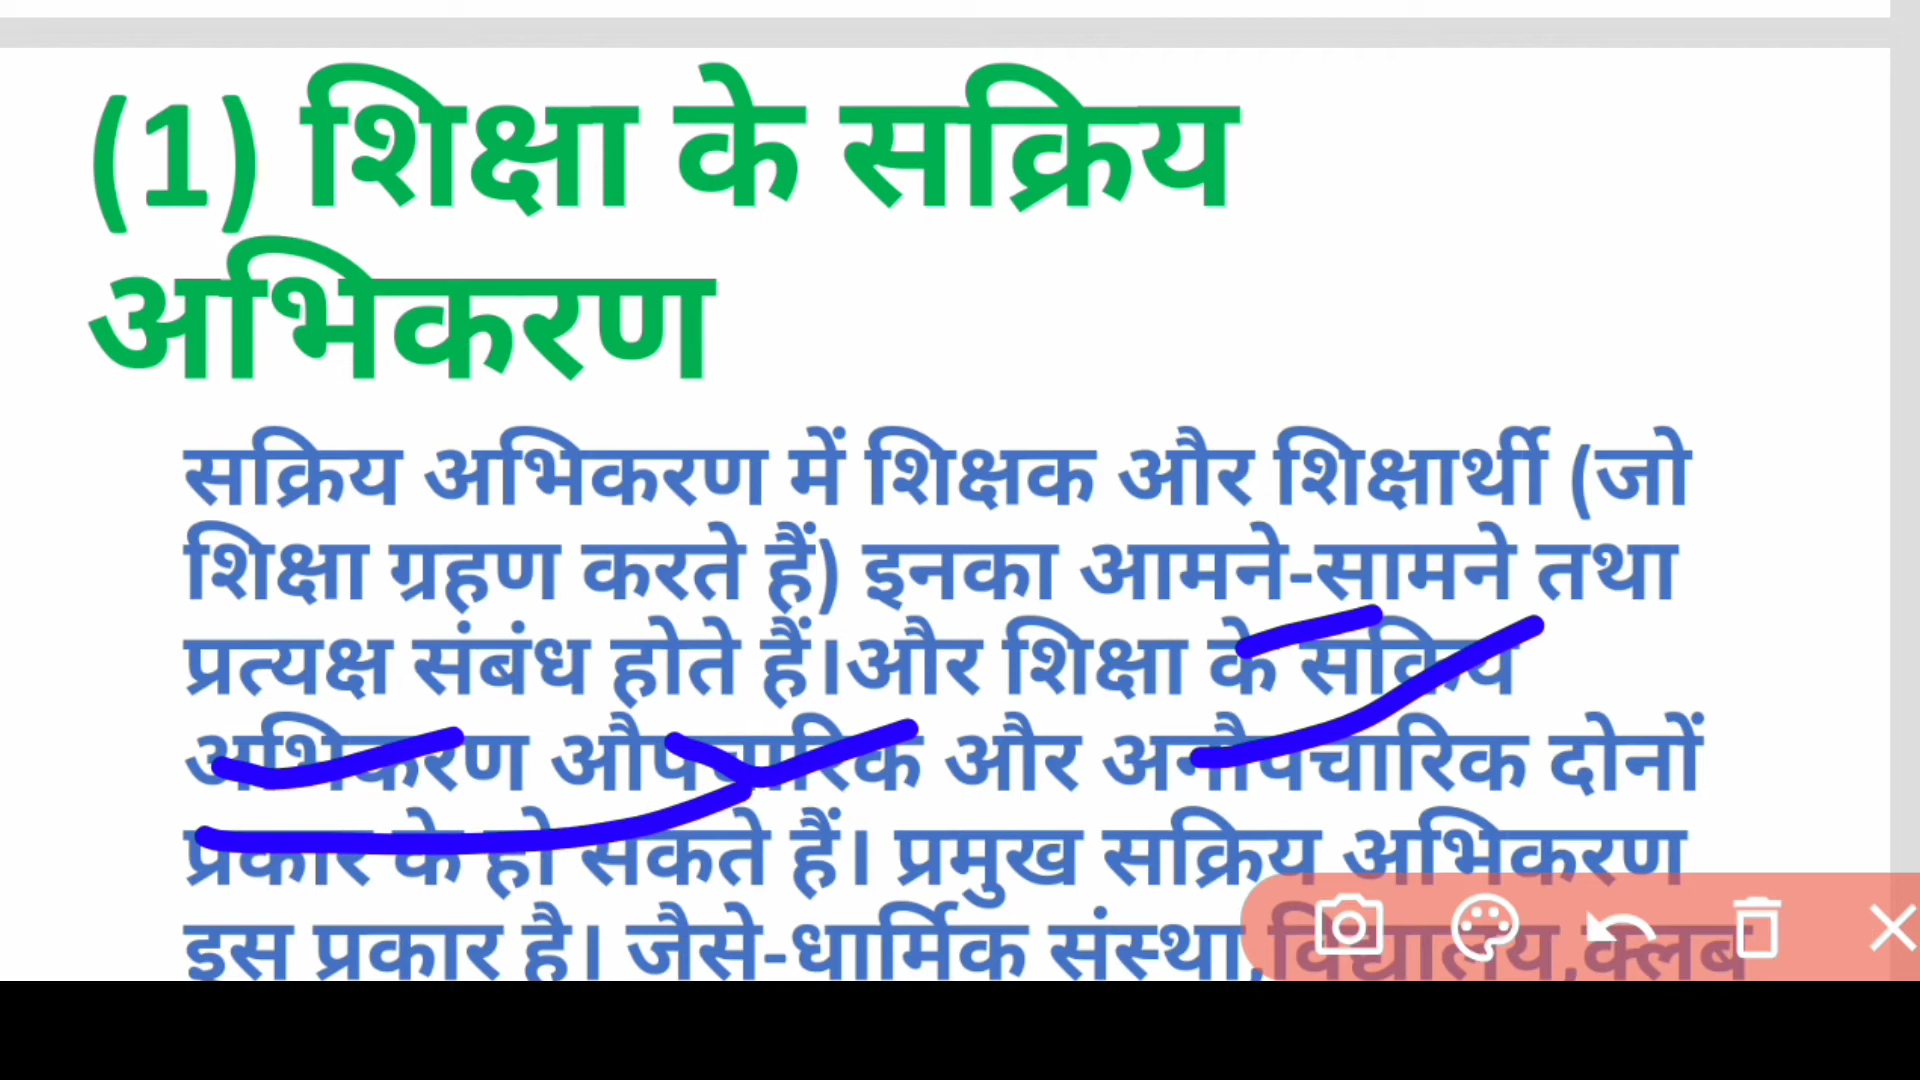 (1) शिक्षा के सक्रिय
अभिकरण
सक्रिय अभिकरण में शिक्षक और शिक्षार्थी (जो
शिक्षा ग्रहण करते हैं) इनका आमने-सामने तथा
प्रत्यक्ष संबंध होते हैं।और शिक्षा के सक्रिय
अभिकरण औपचारिक और अनौपचारिक दोनों
प्रकार के हो सकते हैं। प्रमुख सक्रिय अभिकरण
इस प्रकार है। जैसे-धार्मिक संस्था,विद्यालय,क्लब